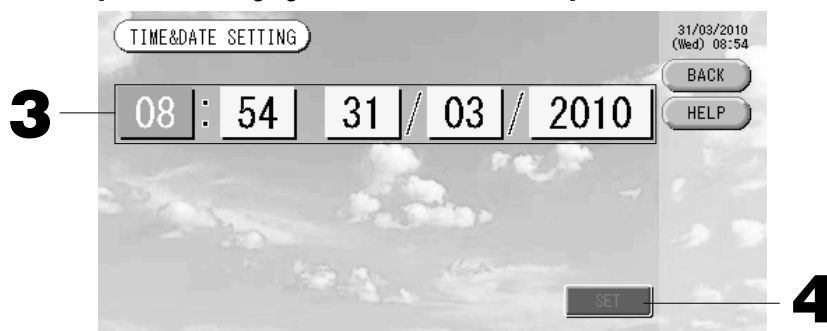 TIME&DATE SETTING
31/03/2010
(Wed) 08:54
BACK
3
08 : 54 31 / 03 / 2010
HELP
SET
4